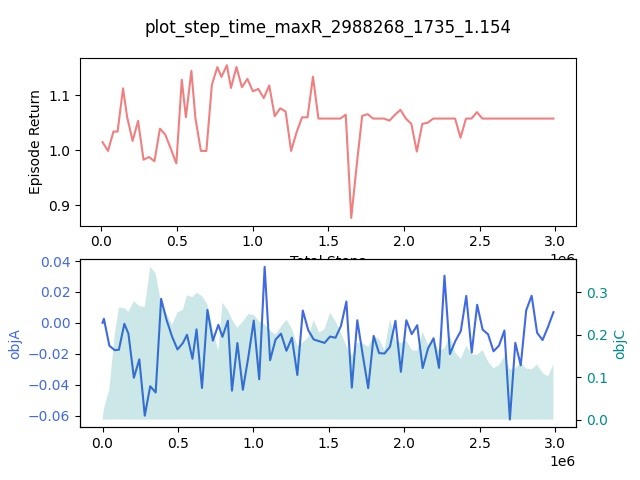 plot_step_time_maxR_2988268_1735_1.154
1.1
1.0
0.9
Episode Return
0.0 0.5 1.0 1.5 2.0 2.5 3.0
Total Steps 1e6
0.04
0.02
0.00
−0.02
−0.04
−0.06
objA
0.3
0.2
0.1
0.0
objC
0.0 0.5 1.0 1.5 2.0 2.5 3.0
1e6